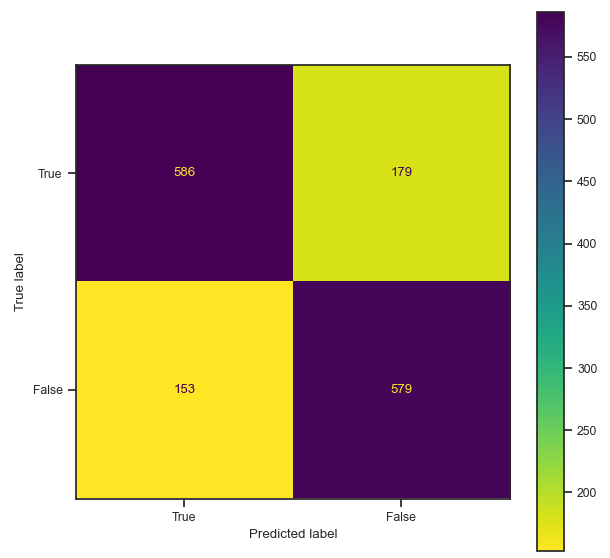 True
586
179
False
153
579
True
False
Predicted label
True label
550
500
450
400
350
300
250
200